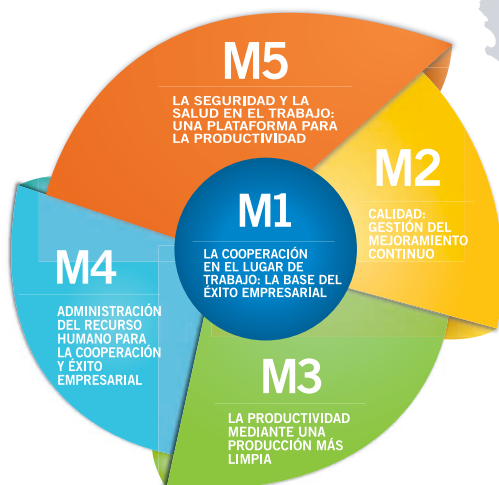 M5
LA SEGURIDAD Y LA
SALUD EN EL TRABAJO:
UNA PLATAFORMA PARA
LA PRODUCTIVIDAD
M2
CALIDAD:
GESTIÓN DEL
MEJORAMIENTO
CONTINUO
M1
LA COOPERACIÓN
EN EL LUGAR DE
TRABAJO: LA BASE DEL
ÉXITO EMPRESARIAL
M4
ADMINISTRACIÓN
DEL RECURSO
HUMANO PARA
LA COOPERACIÓN
Y ÉXITO
EMPRESARIAL
M3
LA PRODUCTIVIDAD
MEDIANTE UNA
PRODUCCIÓN MÁS
LIMPIA